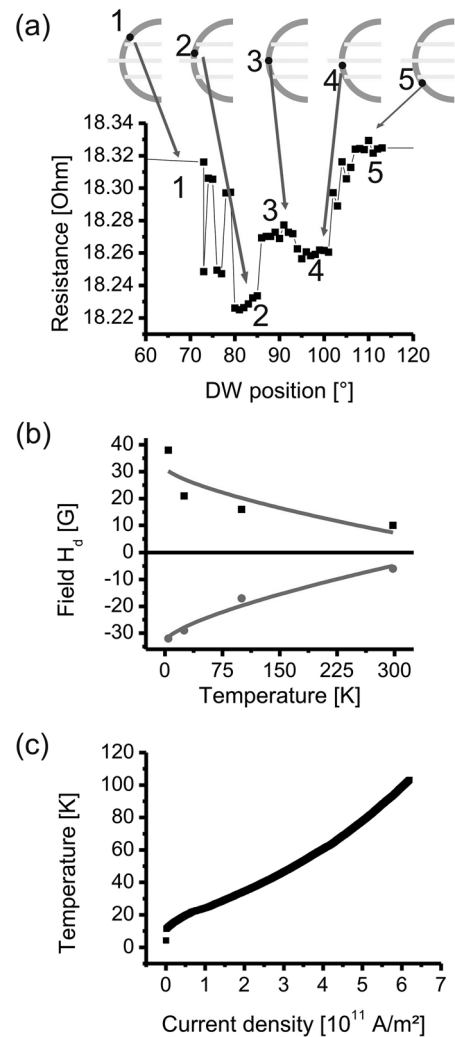 (a)
1
2
3
4
5
18.34
18.32
18.30
18.28
18.26
18.24
18.22
Resistance [Ohm]
1
2
3
4
5
60 70 80 90 100 110 120
DW position [°]
(b)
40
30
20
10
0
-10
-20
-30
Field H_d [G]
0 75 150 225 300
Temperature [K]
(c)
120
100
80
60
40
20
0
Temperature [K]
0 1 2 3 4 5 6 7
Current density [10¹¹ A/m²]